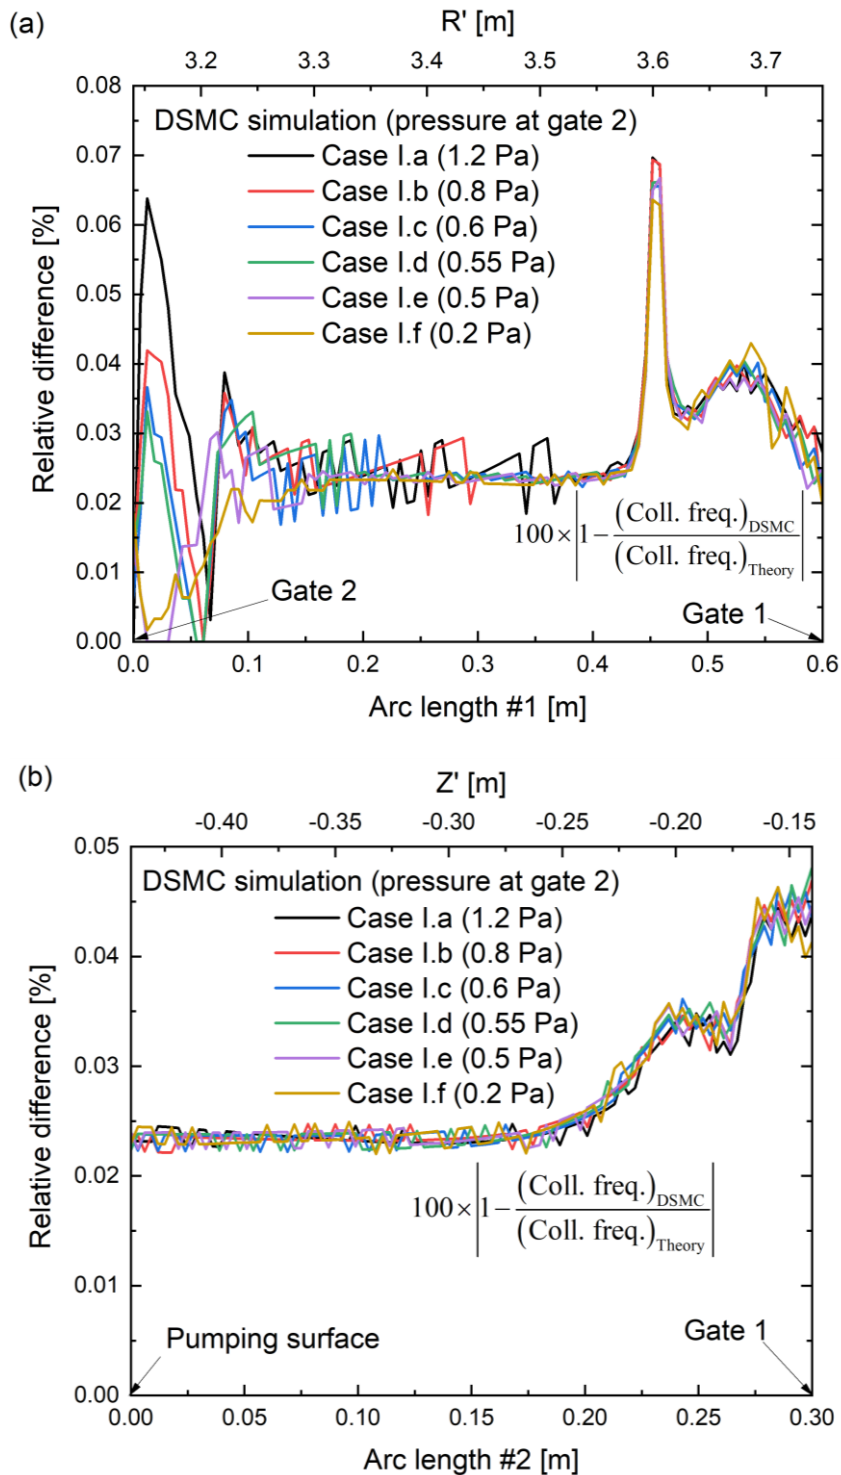 (a)
R' [m]
3.2 3.3 3.4 3.5 3.6 3.7
0.08
0.07
0.06
0.05
0.04
0.03
0.02
0.01
0.00
Relative difference [%]
DSMC simulation (pressure at gate 2)
Case I.a (1.2 Pa)
Case I.b (0.8 Pa)
Case I.c (0.6 Pa)
Case I.d (0.55 Pa)
Case I.e (0.5 Pa)
Case I.f (0.2 Pa)
100×|1−(Coll. freq.)DSMC/(Coll. freq.)Theory|
Gate 2
Gate 1
0.0 0.1 0.2 0.3 0.4 0.5 0.6
Arc length #1 [m]
(b)
Z' [m]
-0.40 -0.35 -0.30 -0.25 -0.20 -0.15
0.05
0.04
0.03
0.02
0.01
0.00
Relative difference [%]
DSMC simulation (pressure at gate 2)
Case I.a (1.2 Pa)
Case I.b (0.8 Pa)
Case I.c (0.6 Pa)
Case I.d (0.55 Pa)
Case I.e (0.5 Pa)
Case I.f (0.2 Pa)
100×|1−(Coll. freq.)DSMC/(Coll. freq.)Theory|
Pumping surface
Gate 1
0.00 0.05 0.10 0.15 0.20 0.25 0.30
Arc length #2 [m]